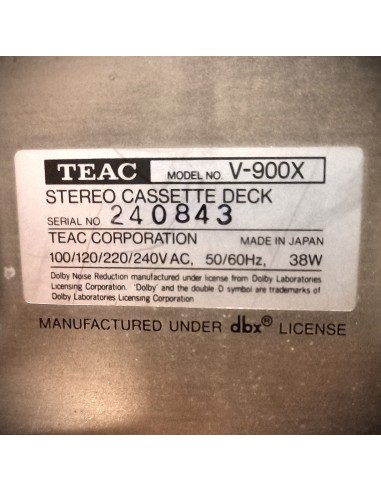 TEAC MODEL NO. V-900X
STEREO CASSETTE DECK
SERIAL NO 240843
TEAC CORPORATION MADE IN JAPAN
100/120/220/240V AC, 50/60Hz, 38W
Dolby Noise Reduction manufactured under license from Dolby Laboratories
Licensing Corporation. 'Dolby' and the double D symbol are trademarks of
Dolby Laboratories Licensing Corporation.
MANUFACTURED UNDER dbx® LICENSE